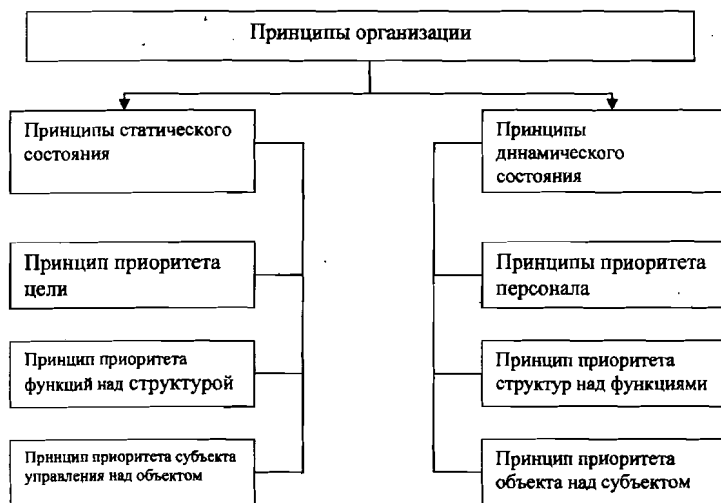 Принципы организации
Принципы статического
состояния
Принцип приоритета
цели
Принцип приоритета
функций над структурой
Принцип приоритета субъекта
управления над объектом
Принципы
динамического
состояния
Принципы приоритета
персонала
Принцип приоритета
структур над функциями
Принцип приоритета
объекта над субъектом